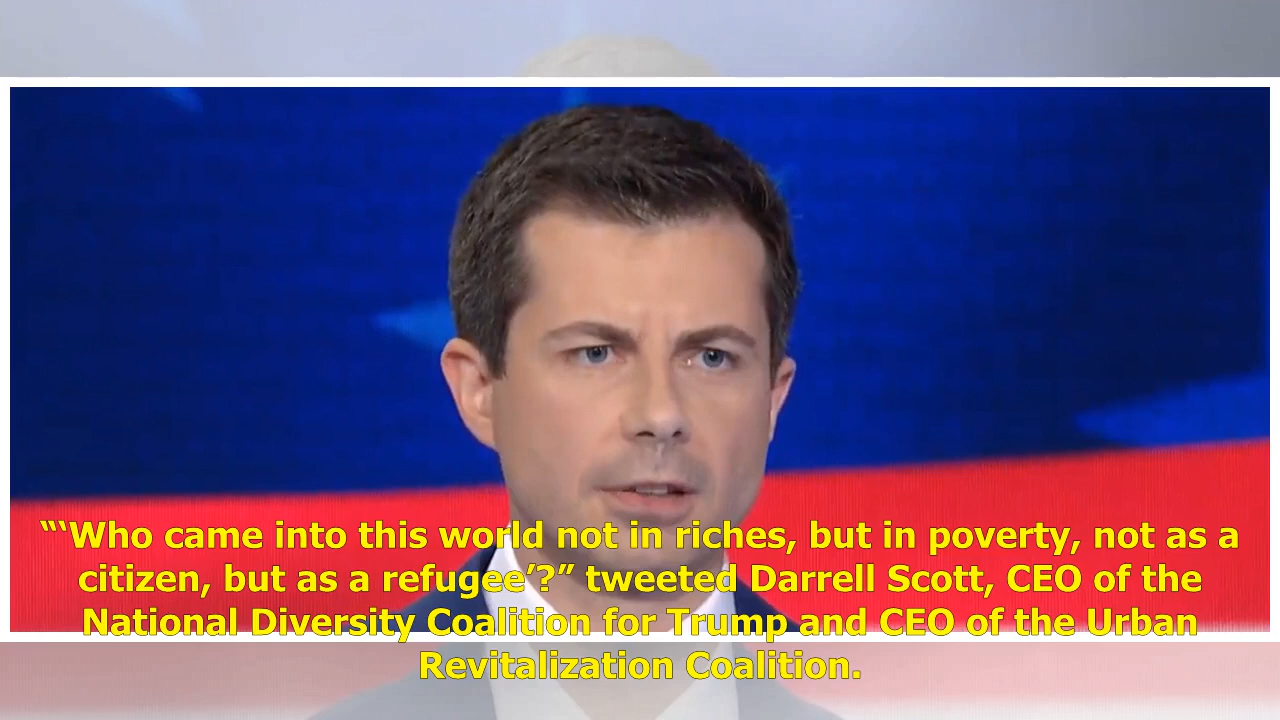 “‘Who came into this world not in riches, but in poverty, not as a
citizen, but as a refugee’?” tweeted Darrell Scott, CEO of the
National Diversity Coalition for Trump and CEO of the Urban
Revitalization Coalition.